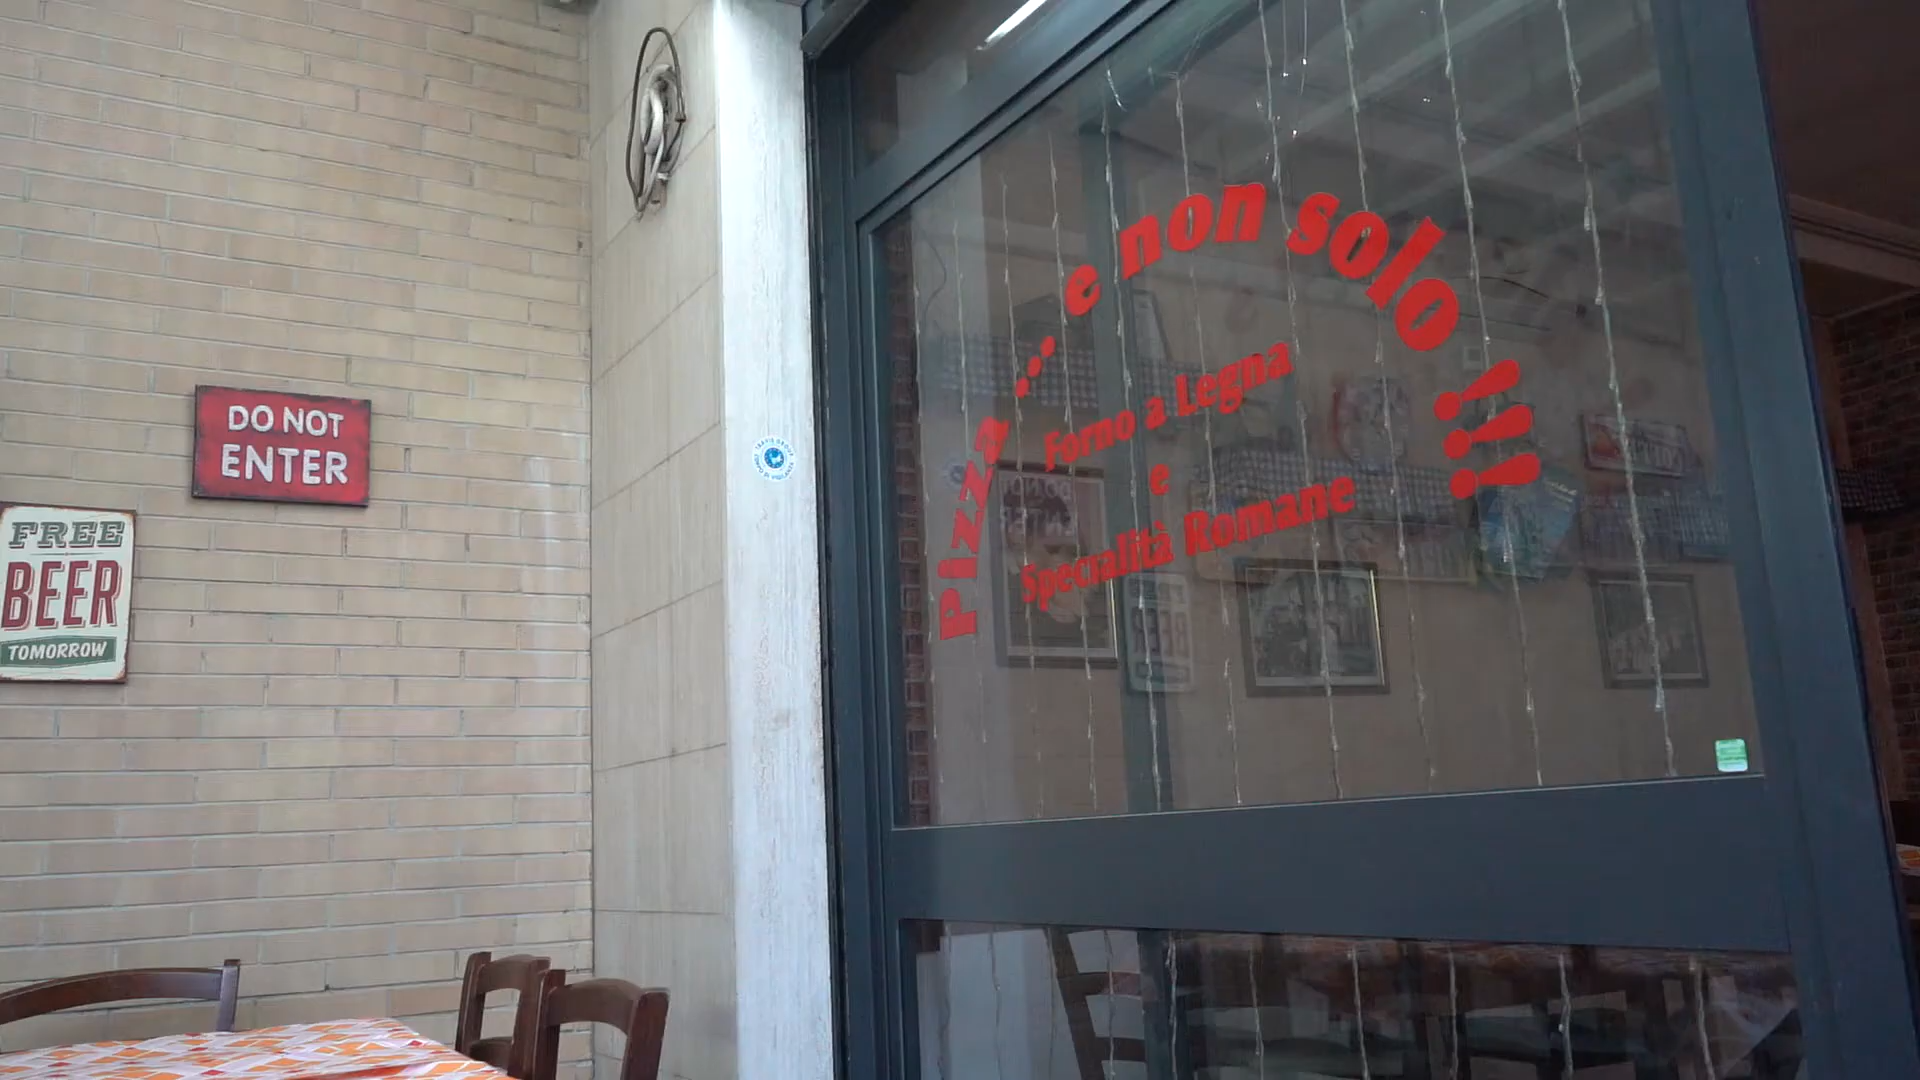 DO NOT
ENTER
FREE
BEER
TOMORROW
Pizza ... e non solo !!!
Forno a Legna
e
Specialità Romane